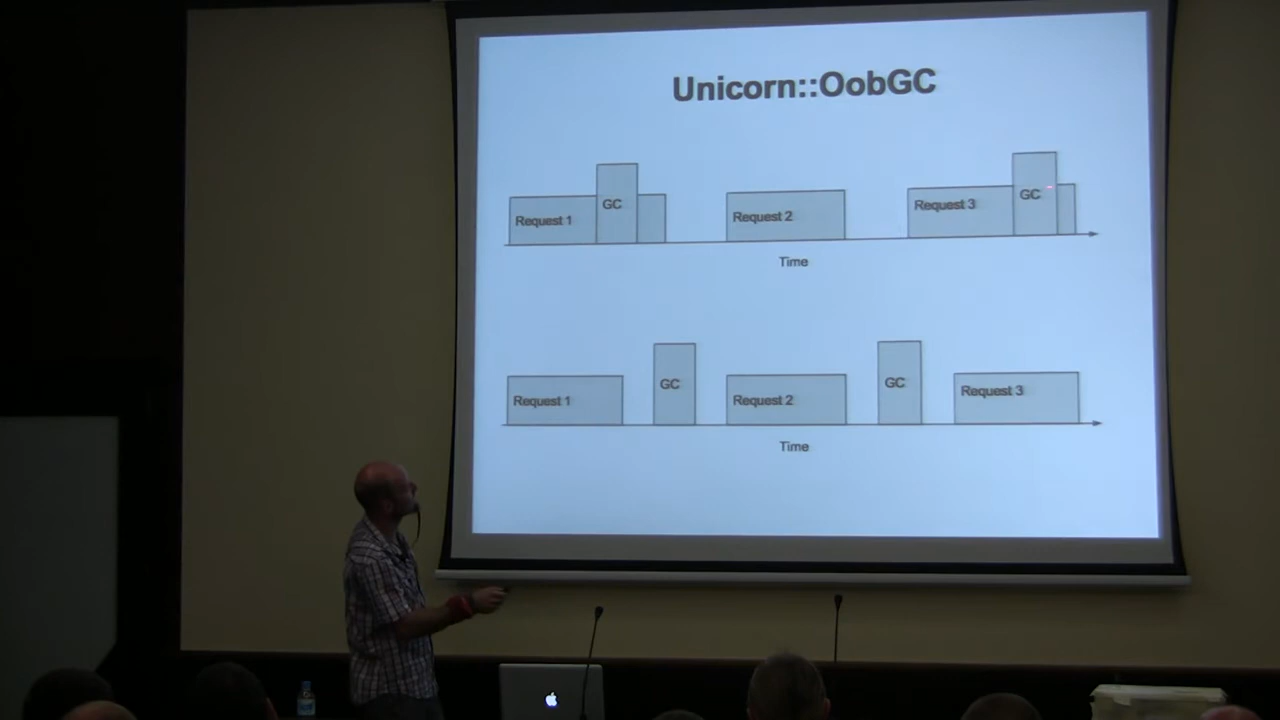 Unicorn::OobGC
Request 1
GC
Request 2
Request 3
GC
Time
Request 1
GC
Request 2
GC
Request 3
Time